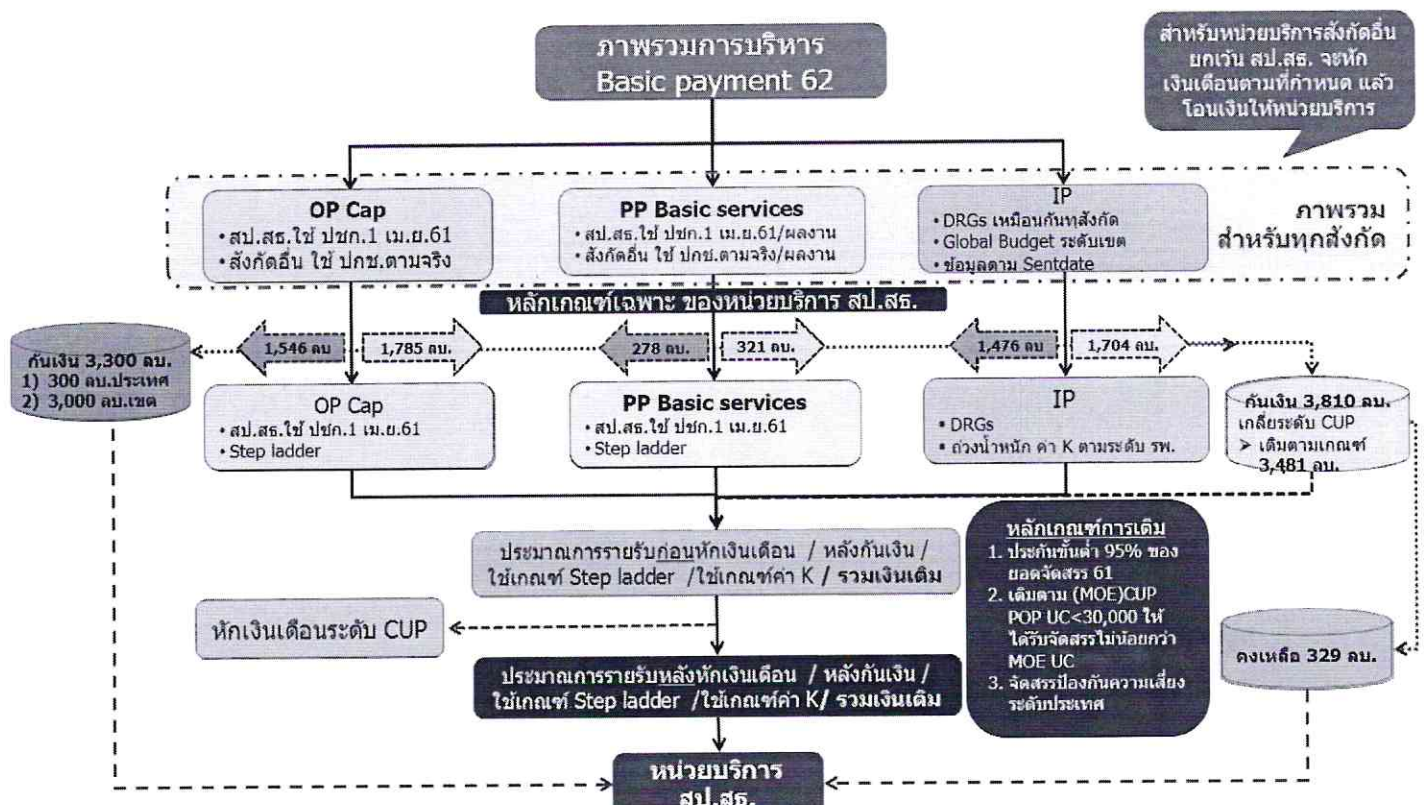 ภาพรวมการบริหาร
Basic payment 62
สำหรับหน่วยบริการสังกัดอื่น
ยกเว้น สป.สธ. จะหัก
เงินเดือนตามที่กำหนด แล้ว
โอนเงินให้หน่วยบริการ
OP Cap
• สป.สธ.ใช้ ปชก.1 เม.ย.61
• สังกัดอื่น ใช้ ปกช.ตามจริง
PP Basic services
• สป.สธ.ใช้ ปชก.1 เม.ย.61/ผลงาน
• สังกัดอื่น ใช้ ปกช.ตามจริง/ผลงาน
IP
• DRGs เหมือนกันทุสังกัด
• Global Budget ระดับเขต
• ข้อมูลตาม Sentdate
ภาพรวม
สำหรับทุกสังกัด
หลักเกณฑ์เฉพาะ ของหน่วยบริการ สป.สธ.
กันเงิน 3,300 ลบ.
1) 300 ลบ.ประเทศ
2) 3,000 ลบ.เขต
1,546 ลบ
1,785 ลบ.
278 ลบ.
321 ลบ.
1,476 ลบ
1,704 ลบ.
OP Cap
• สป.สธ.ใช้ ปชก.1 เม.ย.61
• Step ladder
PP Basic services
• สป.สธ.ใช้ ปชก.1 เม.ย.61
• Step ladder
IP
• DRGs
• ถ่วงน้ำหนัก ค่า K ตามระดับ รพ.
กันเงิน 3,810 ลบ.
เกลี่ยระดับ CUP
➢ เติมตามเกณฑ์
3,481 ลบ.
ประมาณการรายรับก่อนหักเงินเดือน / หลังกันเงิน /
ใช้เกณฑ์ Step ladder /ใช้เกณฑ์ค่า K / รวมเงินเติม
หักเงินเดือนระดับ CUP
ประมาณการรายรับหลังหักเงินเดือน / หลังกันเงิน /
ใช้เกณฑ์ Step ladder /ใช้เกณฑ์ค่า K/ รวมเงินเติม
หลักเกณฑ์การเติม
1. ประกันขั้นต่ำ 95% ของ
ยอดจัดสรร 61
2. เติมตาม (MOE)CUP
POP UC<30,000 ให้
ได้รับจัดสรรไม่น้อยกว่า
MOE UC
3. จัดสรรป้องกันความเสี่ยง
ระดับประเทศ
คงเหลือ 329 ลบ.
หน่วยบริการ
สป.สธ.